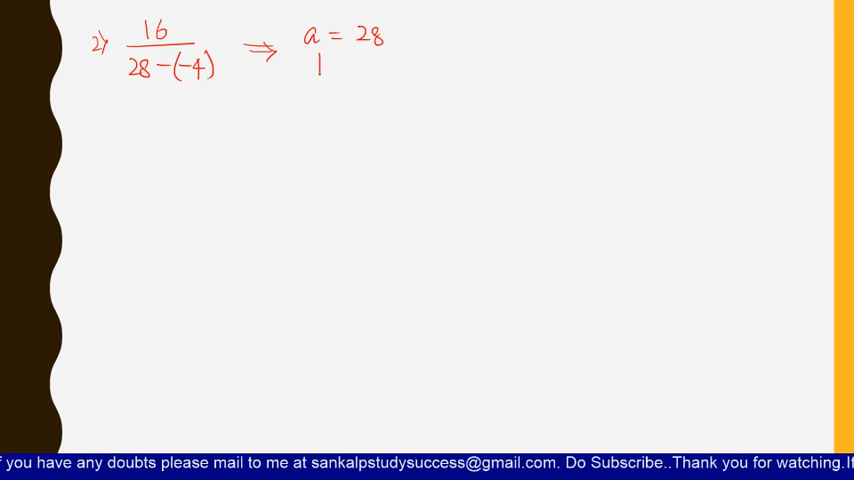 2) 16 / 28 - (-4) ⇒ a = 28
f you have any doubts please mail to me at sankalpstudysuccess@gmail.com. Do Subscribe..Thank you for watching.If